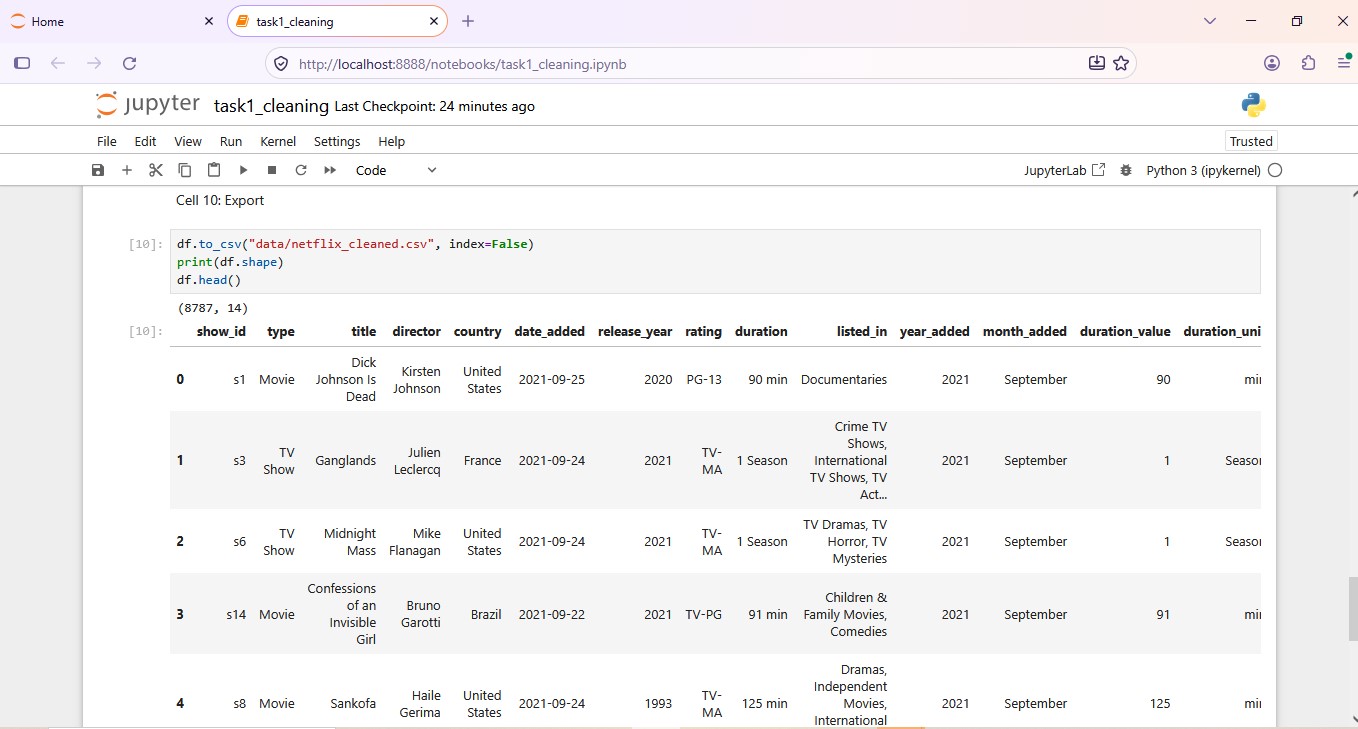 Home
task1_cleaning
http://localhost:8888/notebooks/task1_cleaning.ipynb
jupyter task1_cleaning Last Checkpoint: 24 minutes ago
File Edit View Run Kernel Settings Help
Trusted
Code
JupyterLab
Python 3 (ipykernel)
Cell 10: Export
[10]: df.to_csv("data/netflix_cleaned.csv", index=False)
print(df.shape)
df.head()
(8787, 14)
[10]: show_id type title director country date_added release_year rating duration listed_in year_added month_added duration_value duration_uni
0 s1 Movie Dick Johnson Is Dead Kirsten Johnson United States 2021-09-25 2020 PG-13 90 min Documentaries 2021 September 90 mi
1 s3 TV Show Ganglands Julien Leclercq France 2021-09-24 2021 TV-MA 1 Season Crime TV Shows, International TV Shows, TV Act... 2021 September 1 Seaso
2 s6 TV Show Midnight Mass Mike Flanagan United States 2021-09-24 2021 TV-MA 1 Season TV Dramas, TV Horror, TV Mysteries 2021 September 1 Seaso
3 s14 Movie Confessions of an Invisible Girl Bruno Garotti Brazil 2021-09-22 2021 TV-PG 91 min Children & Family Movies, Comedies 2021 September 91 mi
4 s8 Movie Sankofa Haile Gerima United States 2021-09-24 1993 TV-MA 125 min Dramas, Independent Movies, International 2021 September 125 mi